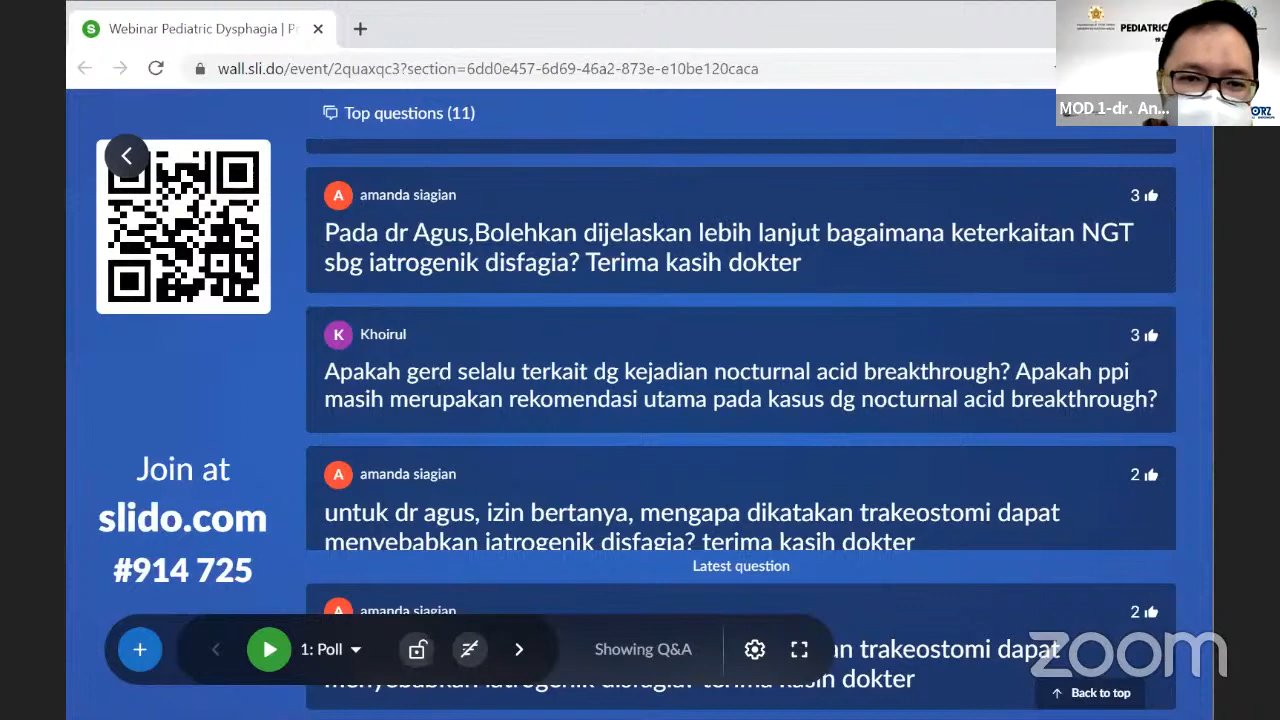 Webinar Pediatric Dysphagia | Pr
wall.sli.do/event/2quaxqc3?section=6dd0e457-6d69-46a2-873e-e10be120caca
PEDIATRIC
MOD 1-dr. An...
Top questions (11)
A amanda siagian 3
Pada dr Agus,Bolehkan dijelaskan lebih lanjut bagaimana keterkaitan NGT
sbg iatrogenik disfagia? Terima kasih dokter
K Khoirul 3
Apakah gerd selalu terkait dg kejadian nocturnal acid breakthrough? Apakah ppi
masih merupakan rekomendasi utama pada kasus dg nocturnal acid breakthrough?
A amanda siagian 2
untuk dr agus, izin bertanya, mengapa dikatakan trakeostomi dapat
menyebabkan iatrogenik disfagia? terima kasih dokter
Join at
slido.com
#914 725
Latest question
A amanda siagian 2
an trakeostomi dapat
menyebabkan iatrogenik disfagia? terima kasih dokter
1: Poll
Showing Q&A
zoom
Back to top